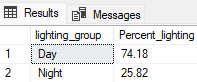 Results Messages
lighting_group Percent_lighting
1 Day 74.18
2 Night 25.82